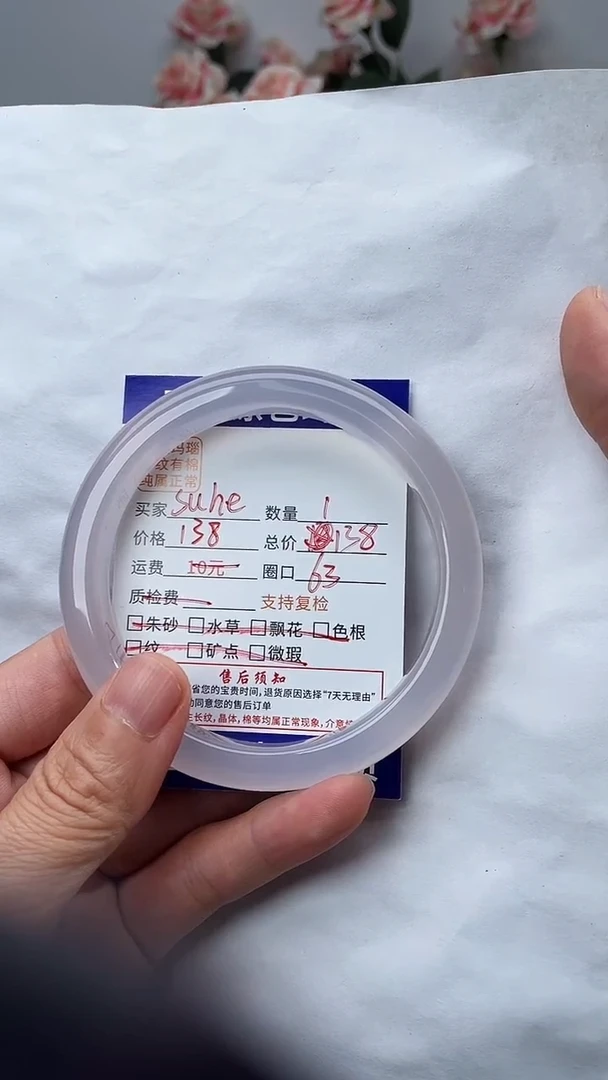 玛瑙
纹有棉
纯属正常
买家 suhe 数量 1
价格 138 总价 138
运费 10元 圈口 63
质检费 支持复检
□朱砂 □水草 □飘花 □色根
□纹 □矿点 □微瑕
售后须知
省您的宝贵时间,退货原因选择"7天无理由"
同意您的售后订单
生长纹,晶体,棉等均属正常现象,介意